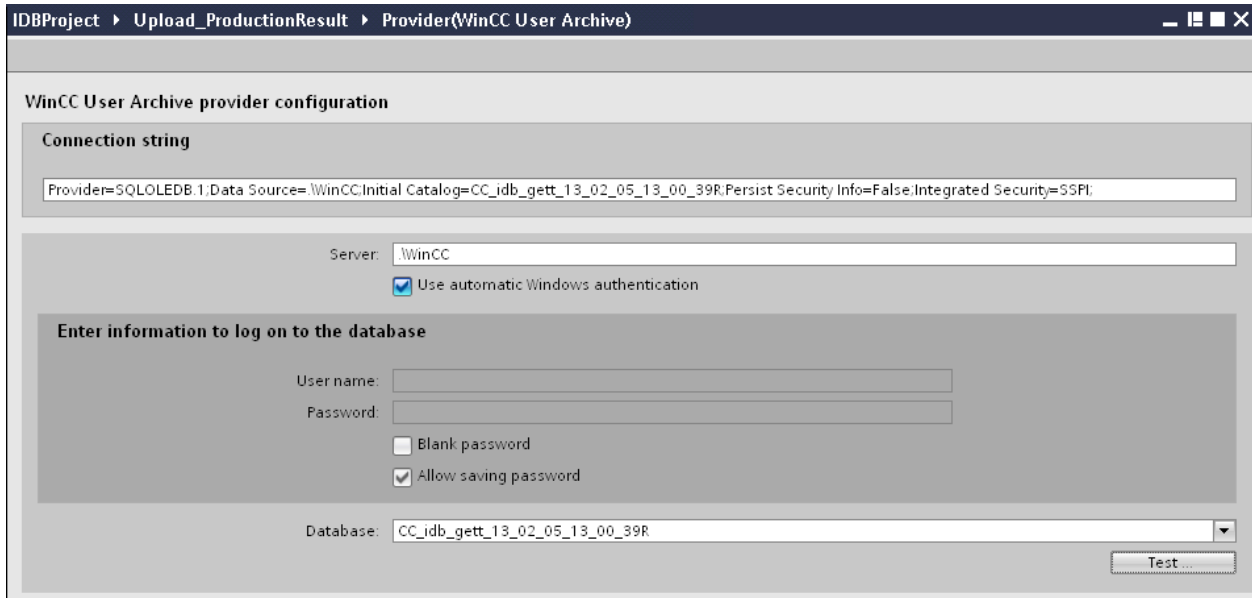 IDBProject ▸ Upload_ProductionResult ▸ Provider(WinCC User Archive)
WinCC User Archive provider configuration
Connection string
Provider=SQLOLEDB.1;Data Source=.\WinCC;Initial Catalog=CC_idb_gett_13_02_05_13_00_39R;Persist Security Info=False;Integrated Security=SSPI;
Server: .\WinCC
Use automatic Windows authentication
Enter information to log on to the database
User name:
Password:
Blank password
Allow saving password
Database: CC_idb_gett_13_02_05_13_00_39R
Test ...